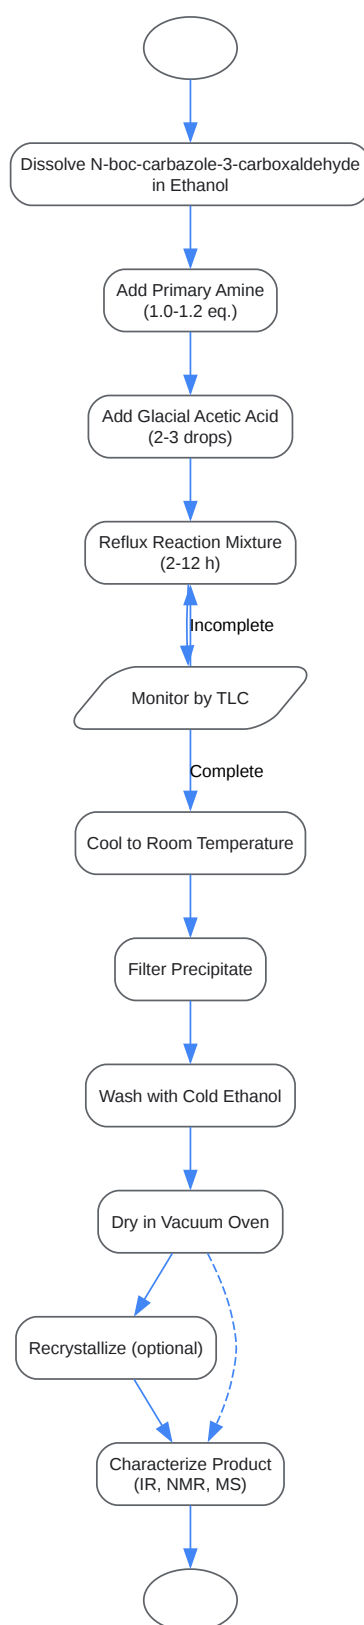 Dissolve N-boc-carbazole-3-carboxaldehyde
in Ethanol
Add Primary Amine
(1.0-1.2 eq.)
Add Glacial Acetic Acid
(2-3 drops)
Reflux Reaction Mixture
(2-12 h)
Incomplete
Monitor by TLC
Complete
Cool to Room Temperature
Filter Precipitate
Wash with Cold Ethanol
Dry in Vacuum Oven
Recrystallize (optional)
Characterize Product
(IR, NMR, MS)